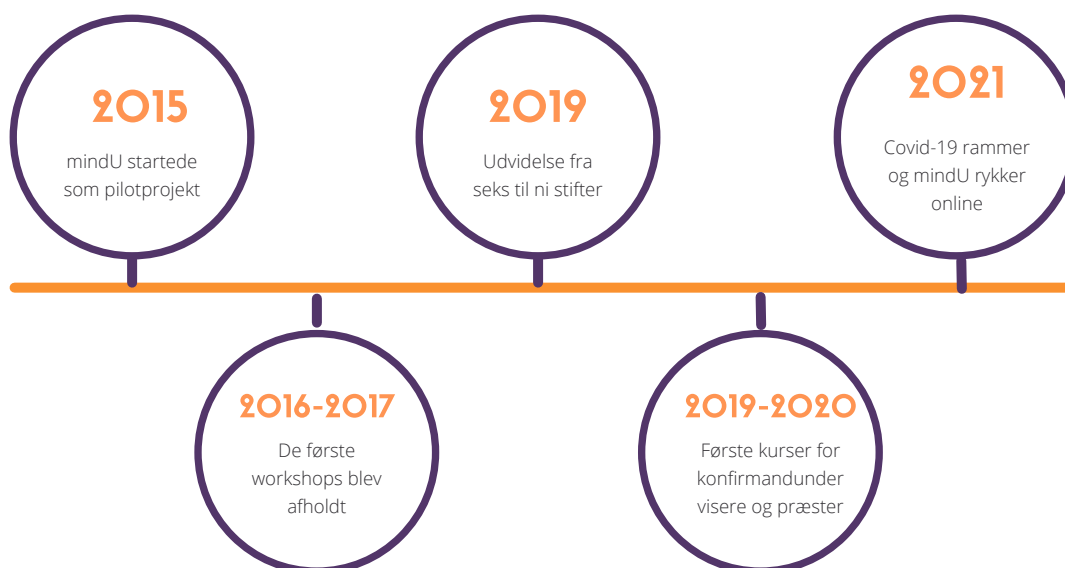 2015
mindU startede
som pilotprojekt
2016-2017
De første
workshops blev
afholdt
2019
Udvidelse fra
seks til ni stifter
2019-2020
Første kurser for
konfirmandunder
visere og præster
2021
Covid-19 rammer
og mindU rykker
online